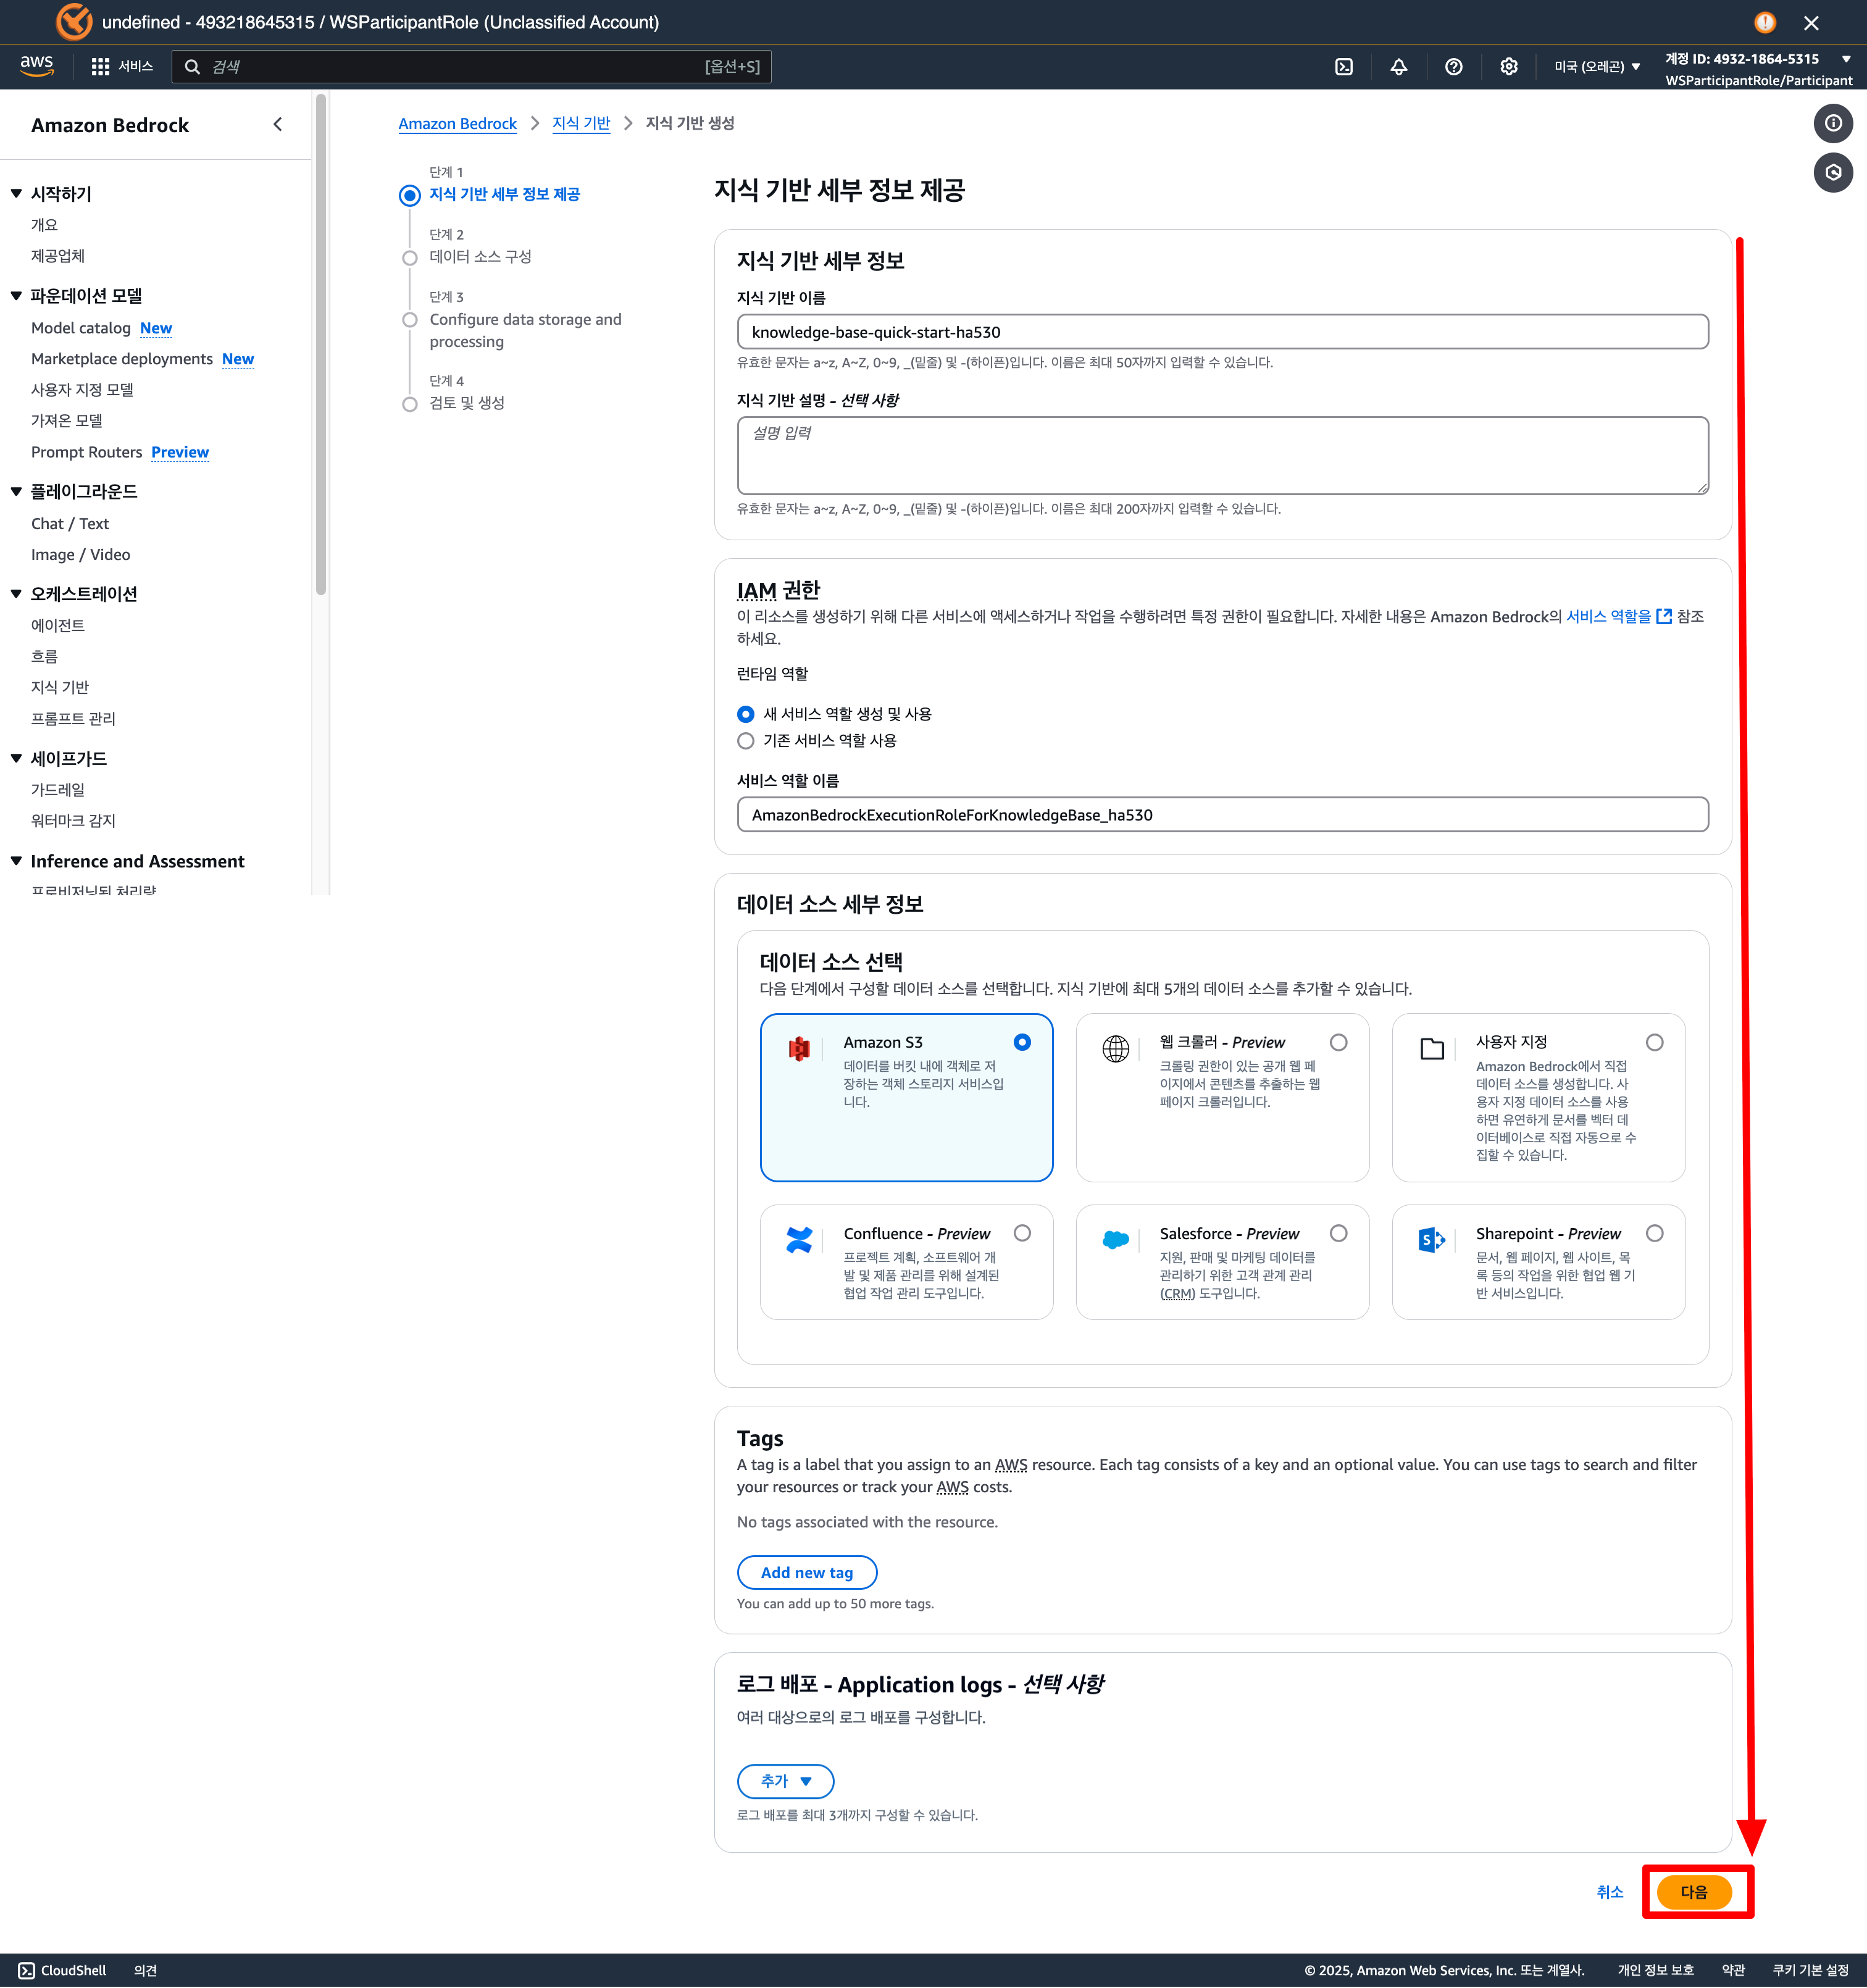 undefined - 493218645315 / WSParticipantRole (Unclassified Account)
aws
서비스
검색
[옵션+S]
미국 (오레곤)
계정 ID: 4932-1864-5315
WSParticipantRole/Participant
Amazon Bedrock
시작하기
개요
제공업체
파운데이션 모델
Model catalog New
Marketplace deployments New
사용자 지정 모델
가져온 모델
Prompt Routers Preview
플레이그라운드
Chat / Text
Image / Video
오케스트레이션
에이전트
흐름
지식 기반
프롬프트 관리
세이프가드
가드레일
워터마크 감지
Inference and Assessment
프로비저닝된 처리량
Amazon Bedrock
지식 기반
지식 기반 생성
단계 1
지식 기반 세부 정보 제공
단계 2
데이터 소스 구성
단계 3
Configure data storage and
processing
단계 4
검토 및 생성
지식 기반 세부 정보 제공
지식 기반 세부 정보
지식 기반 이름
knowledge-base-quick-start-ha530
유효한 문자는 a~z, A~Z, 0~9, _(밑줄) 및 -(하이픈)입니다. 이름은 최대 50자까지 입력할 수 있습니다.
지식 기반 설명 - 선택 사항
설명 입력
유효한 문자는 a~z, A~Z, 0~9, _(밑줄) 및 -(하이픈)입니다. 이름은 최대 200자까지 입력할 수 있습니다.
IAM 권한
이 리소스를 생성하기 위해 다른 서비스에 액세스하거나 작업을 수행하려면 특정 권한이 필요합니다. 자세한 내용은 Amazon Bedrock의 서비스 역할을 참조
하세요.
런타임 역할
새 서비스 역할 생성 및 사용
기존 서비스 역할 사용
서비스 역할 이름
AmazonBedrockExecutionRoleForKnowledgeBase_ha530
데이터 소스 세부 정보
데이터 소스 선택
다음 단계에서 구성할 데이터 소스를 선택합니다. 지식 기반에 최대 5개의 데이터 소스를 추가할 수 있습니다.
Amazon S3
데이터를 버킷 내에 객체로 저
장하는 객체 스토리지 서비스입
니다.
웹 크롤러 - Preview
크롤링 권한이 있는 공개 웹 페
이지에서 콘텐츠를 추출하는 웹
페이지 크롤러입니다.
사용자 지정
Amazon Bedrock에서 직접
데이터 소스를 생성합니다. 사
용자 지정 데이터 소스를 사용
하면 유연하게 문서를 벡터 데
이터베이스로 직접 자동으로 수
집할 수 있습니다.
Confluence - Preview
프로젝트 계획, 소프트웨어 개
발 및 제품 관리를 위해 설계된
협업 작업 관리 도구입니다.
Salesforce - Preview
지원, 판매 및 마케팅 데이터를
관리하기 위한 고객 관계 관리
(CRM) 도구입니다.
Sharepoint - Preview
문서, 웹 페이지, 웹 사이트, 목
록 등의 작업을 위한 협업 웹 기
반 서비스입니다.
Tags
A tag is a label that you assign to an AWS resource. Each tag consists of a key and an optional value. You can use tags to search and filter
your resources or track your AWS costs.
No tags associated with the resource.
Add new tag
You can add up to 50 more tags.
로그 배포 - Application logs - 선택 사항
여러 대상으로의 로그 배포를 구성합니다.
추가
로그 배포를 최대 3개까지 구성할 수 있습니다.
취소
다음
CloudShell
의견
© 2025, Amazon Web Services, Inc. 또는 계열사.
개인 정보 보호
약관
쿠키 기본 설정